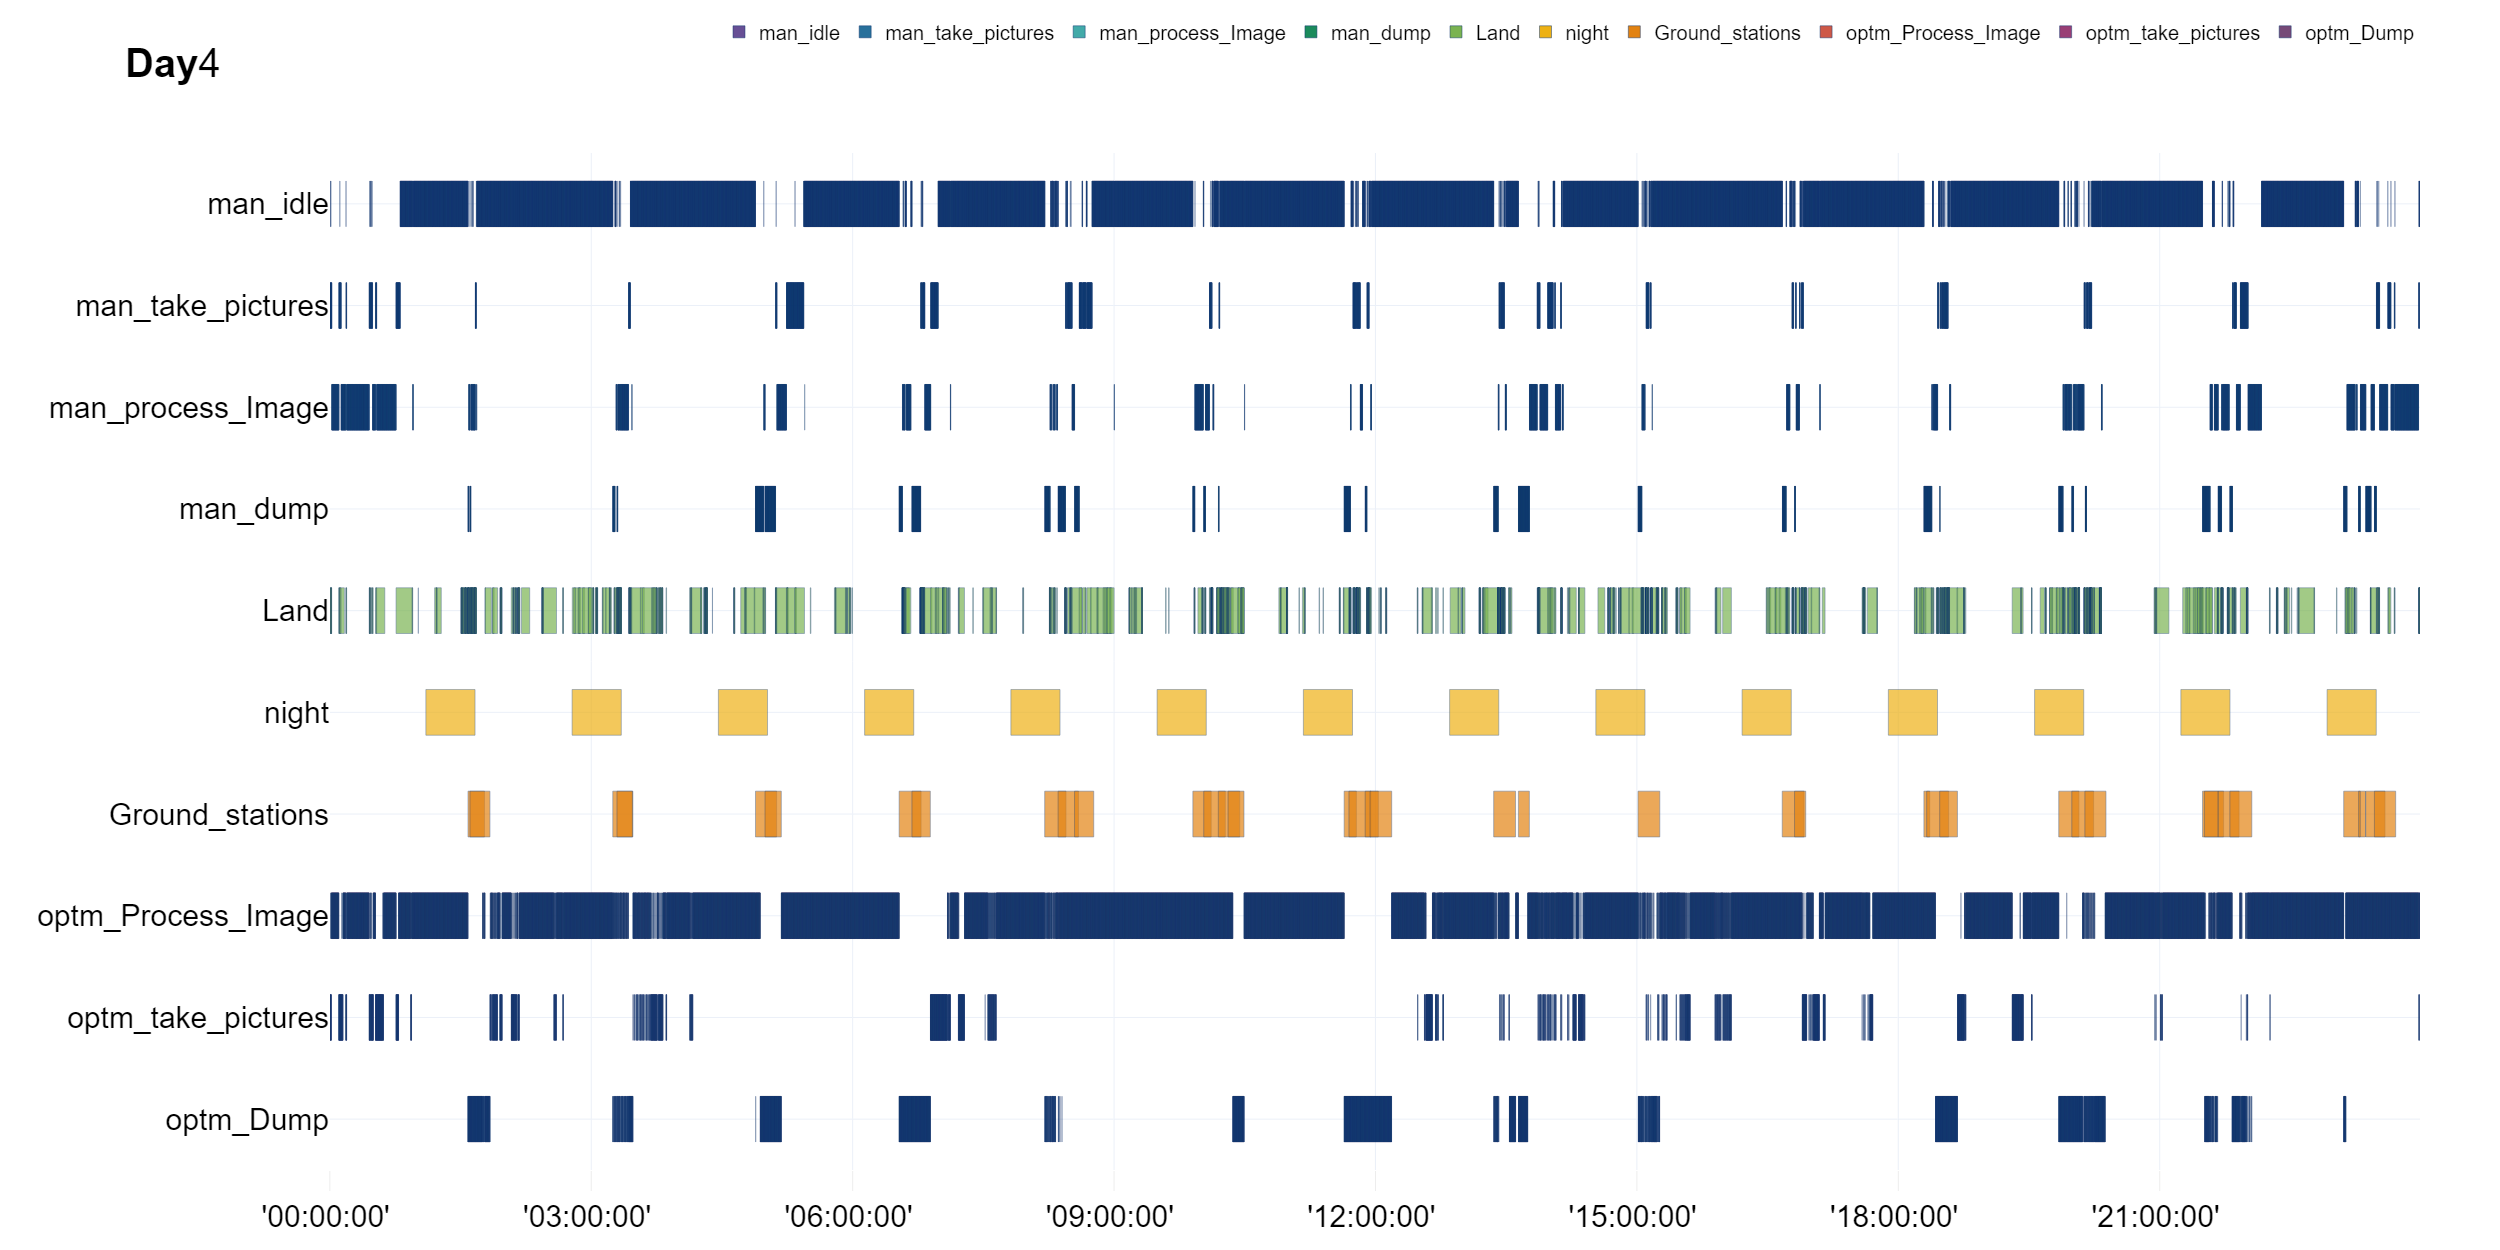 man_idle man_take_pictures man_process_Image man_dump Land night Ground_stations optm_Process_Image optm_take_pictures optm_Dump
Day4
man_idle
man_take_pictures
man_process_Image
man_dump
Land
night
Ground_stations
optm_Process_Image
optm_take_pictures
optm_Dump
'00:00:00' '03:00:00' '06:00:00' '09:00:00' '12:00:00' '15:00:00' '18:00:00' '21:00:00'